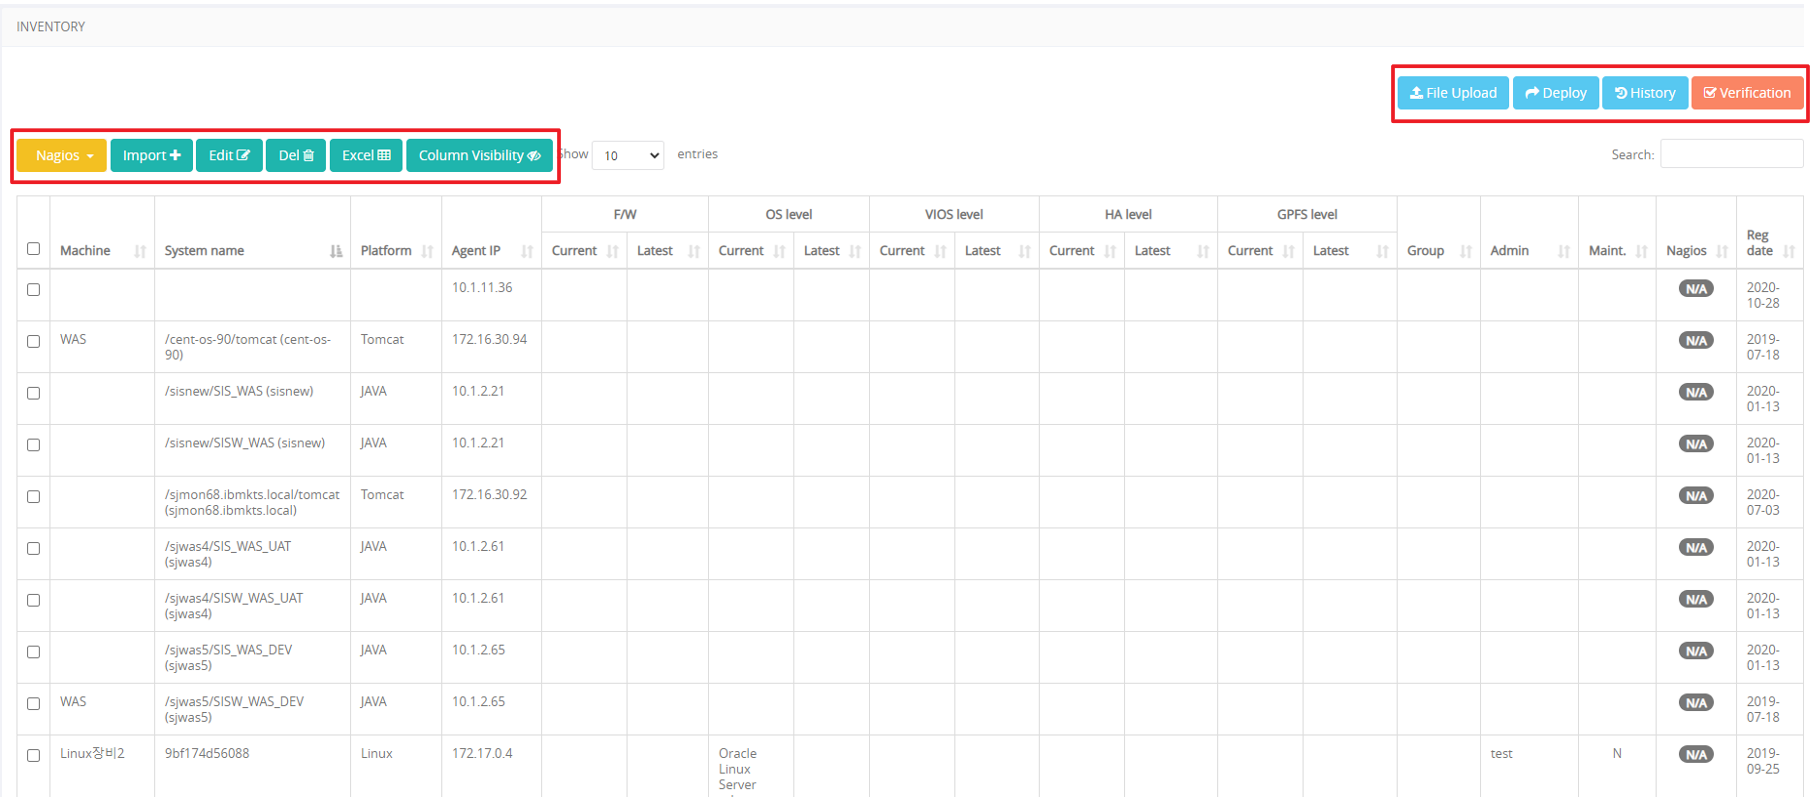 INVENTORY
File Upload Deploy History Verification
Nagios Import Edit Del Excel Column Visibility Show 10 entries Search:
F/W OS level VIOS level HA level GPFS level
Machine System name Platform Agent IP Current Latest Current Latest Current Latest Current Latest Current Latest Group Admin Maint. Nagios Reg date
10.1.11.36 N/A 2020-
10-28
WAS /cent-os-90/tomcat (cent-os- Tomcat 172.16.30.94 N/A 2019-
90) 07-18
/sisnew/SIS_WAS (sisnew) JAVA 10.1.2.21 N/A 2020-
01-13
/sisnew/SISW_WAS (sisnew) JAVA 10.1.2.21 N/A 2020-
01-13
/sjmon68.ibmkts.local/tomcat Tomcat 172.16.30.92 N/A 2020-
(sjmon68.ibmkts.local) 07-03
/sjwas4/SIS_WAS_UAT JAVA 10.1.2.61 N/A 2020-
(sjwas4) 01-13
/sjwas4/SISW_WAS_UAT JAVA 10.1.2.61 N/A 2020-
(sjwas4) 01-13
/sjwas5/SIS_WAS_DEV JAVA 10.1.2.65 N/A 2020-
(sjwas5) 01-13
WAS /sjwas5/SISW_WAS_DEV JAVA 10.1.2.65 N/A 2019-
(sjwas5) 07-18
Linux장비2 9bf174d56088 Linux 172.17.0.4 Oracle test N N/A 2019-
Linux 09-25
Server